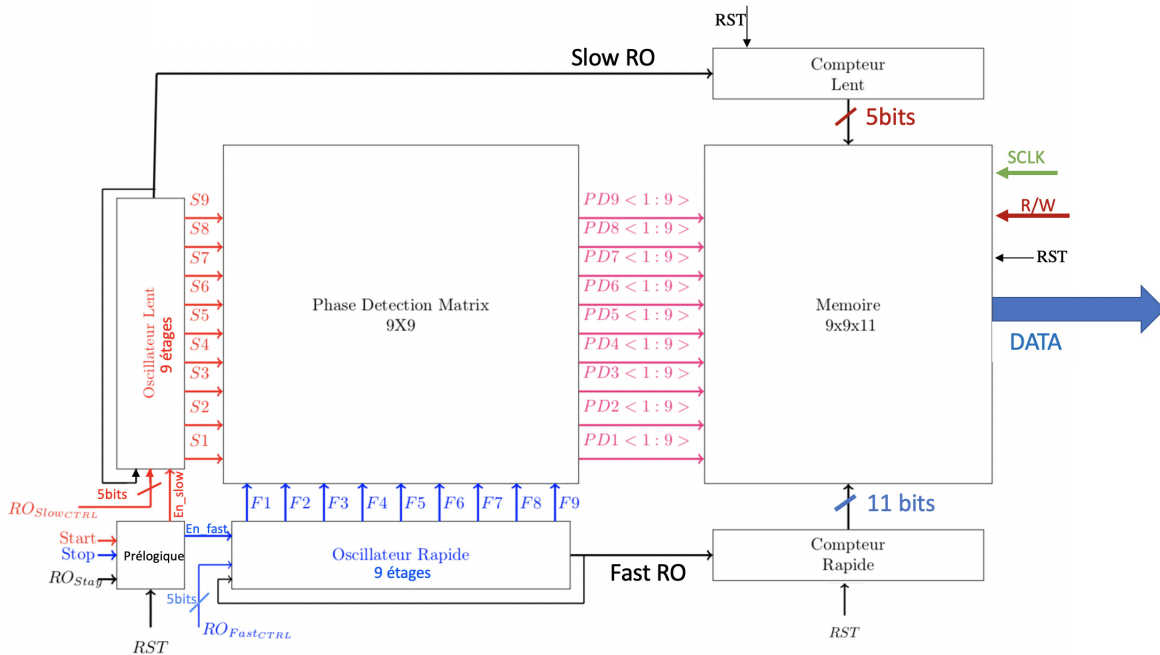 RST
Slow RO
Compteur
Lent
5bits
SCLK
R/W
RST
DATA
S9
S8
S7
S6
S5
S4
S3
S2
S1
Oscillateur Lent
9 étages
Phase Detection Matrix
9X9
PD9 < 1 : 9 >
PD8 < 1 : 9 >
PD7 < 1 : 9 >
PD6 < 1 : 9 >
PD5 < 1 : 9 >
PD4 < 1 : 9 >
PD3 < 1 : 9 >
PD2 < 1 : 9 >
PD1 < 1 : 9 >
Memoire
9x9x11
5bits
En_slow
RO_SlowCTRL
F1 F2 F3 F4 F5 F6 F7 F8 F9
11 bits
Start
Stop
RO_Stay
Prélogique
En_fast
Oscillateur Rapide
9 étages
Fast RO
Compteur
Rapide
5bits
RO_FastCTRL
RST
RST